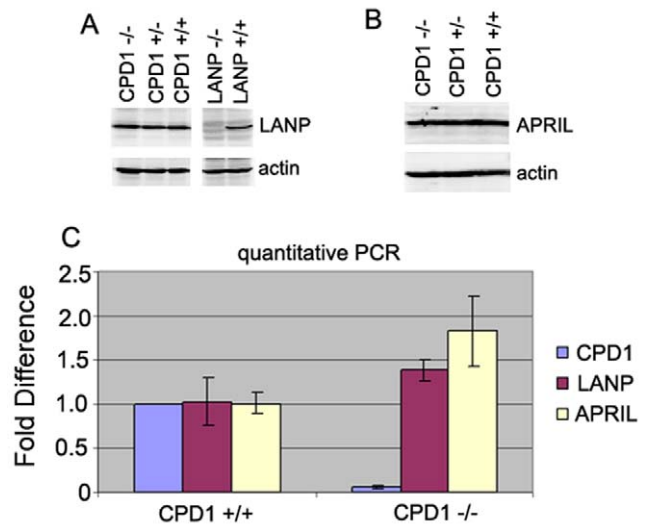 A
CPD1 -/-
CPD1 +/-
CPD1 +/+
LANP -/-
LANP +/+
LANP
actin
B
CPD1 -/-
CPD1 +/-
CPD1 +/+
APRIL
actin
C
quantitative PCR
Fold Difference
2.5
2.0
1.5
1.0
0.5
0
CPD1 +/+
CPD1 -/-
CPD1
LANP
APRIL